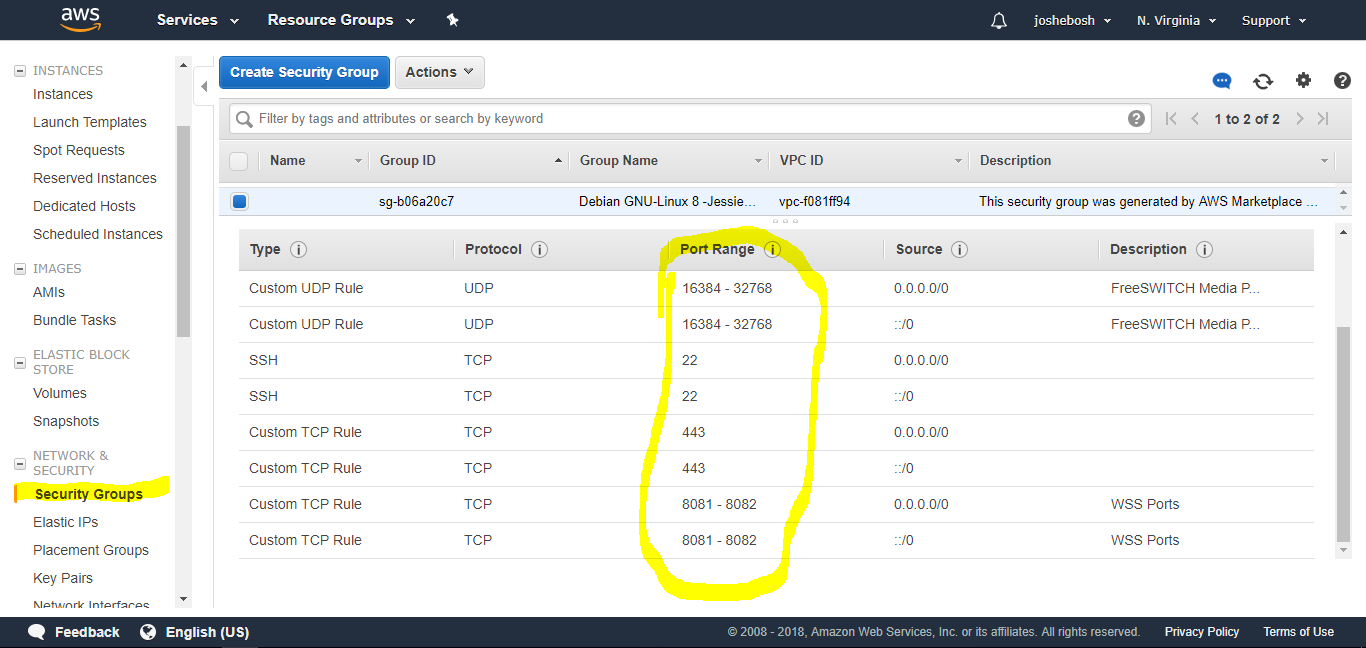 aws Services Resource Groups joshebosh N. Virginia Support
INSTANCES
Instances
Launch Templates
Spot Requests
Reserved Instances
Dedicated Hosts
Scheduled Instances
IMAGES
AMIs
Bundle Tasks
ELASTIC BLOCK
STORE
Volumes
Snapshots
NETWORK &
SECURITY
Security Groups
Elastic IPs
Placement Groups
Key Pairs
Network Interfaces
Create Security Group Actions
Filter by tags and attributes or search by keyword 1 to 2 of 2
Name Group ID Group Name VPC ID Description
sg-b06a20c7 Debian GNU-Linux 8 -Jessie... vpc-f081ff94 This security group was generated by AWS Marketplace ...
Type Protocol Port Range Source Description
Custom UDP Rule UDP 16384 - 32768 0.0.0.0/0 FreeSWITCH Media P...
Custom UDP Rule UDP 16384 - 32768 ::/0 FreeSWITCH Media P...
SSH TCP 22 0.0.0.0/0
SSH TCP 22 ::/0
Custom TCP Rule TCP 443 0.0.0.0/0
Custom TCP Rule TCP 443 ::/0
Custom TCP Rule TCP 8081 - 8082 0.0.0.0/0 WSS Ports
Custom TCP Rule TCP 8081 - 8082 ::/0 WSS Ports
Feedback English (US) © 2008 - 2018, Amazon Web Services, Inc. or its affiliates. All rights reserved. Privacy Policy Terms of Use